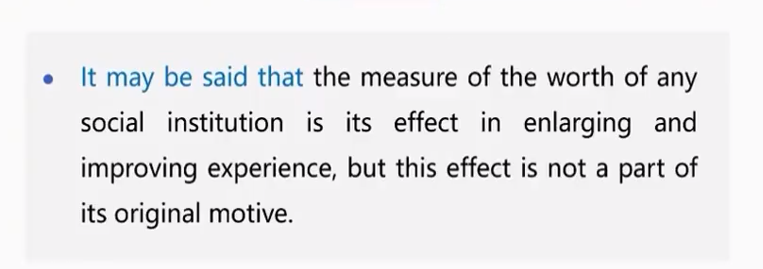 • It may be said that the measure of the worth of any
social institution is its effect in enlarging and
improving experience, but this effect is not a part of
its original motive.